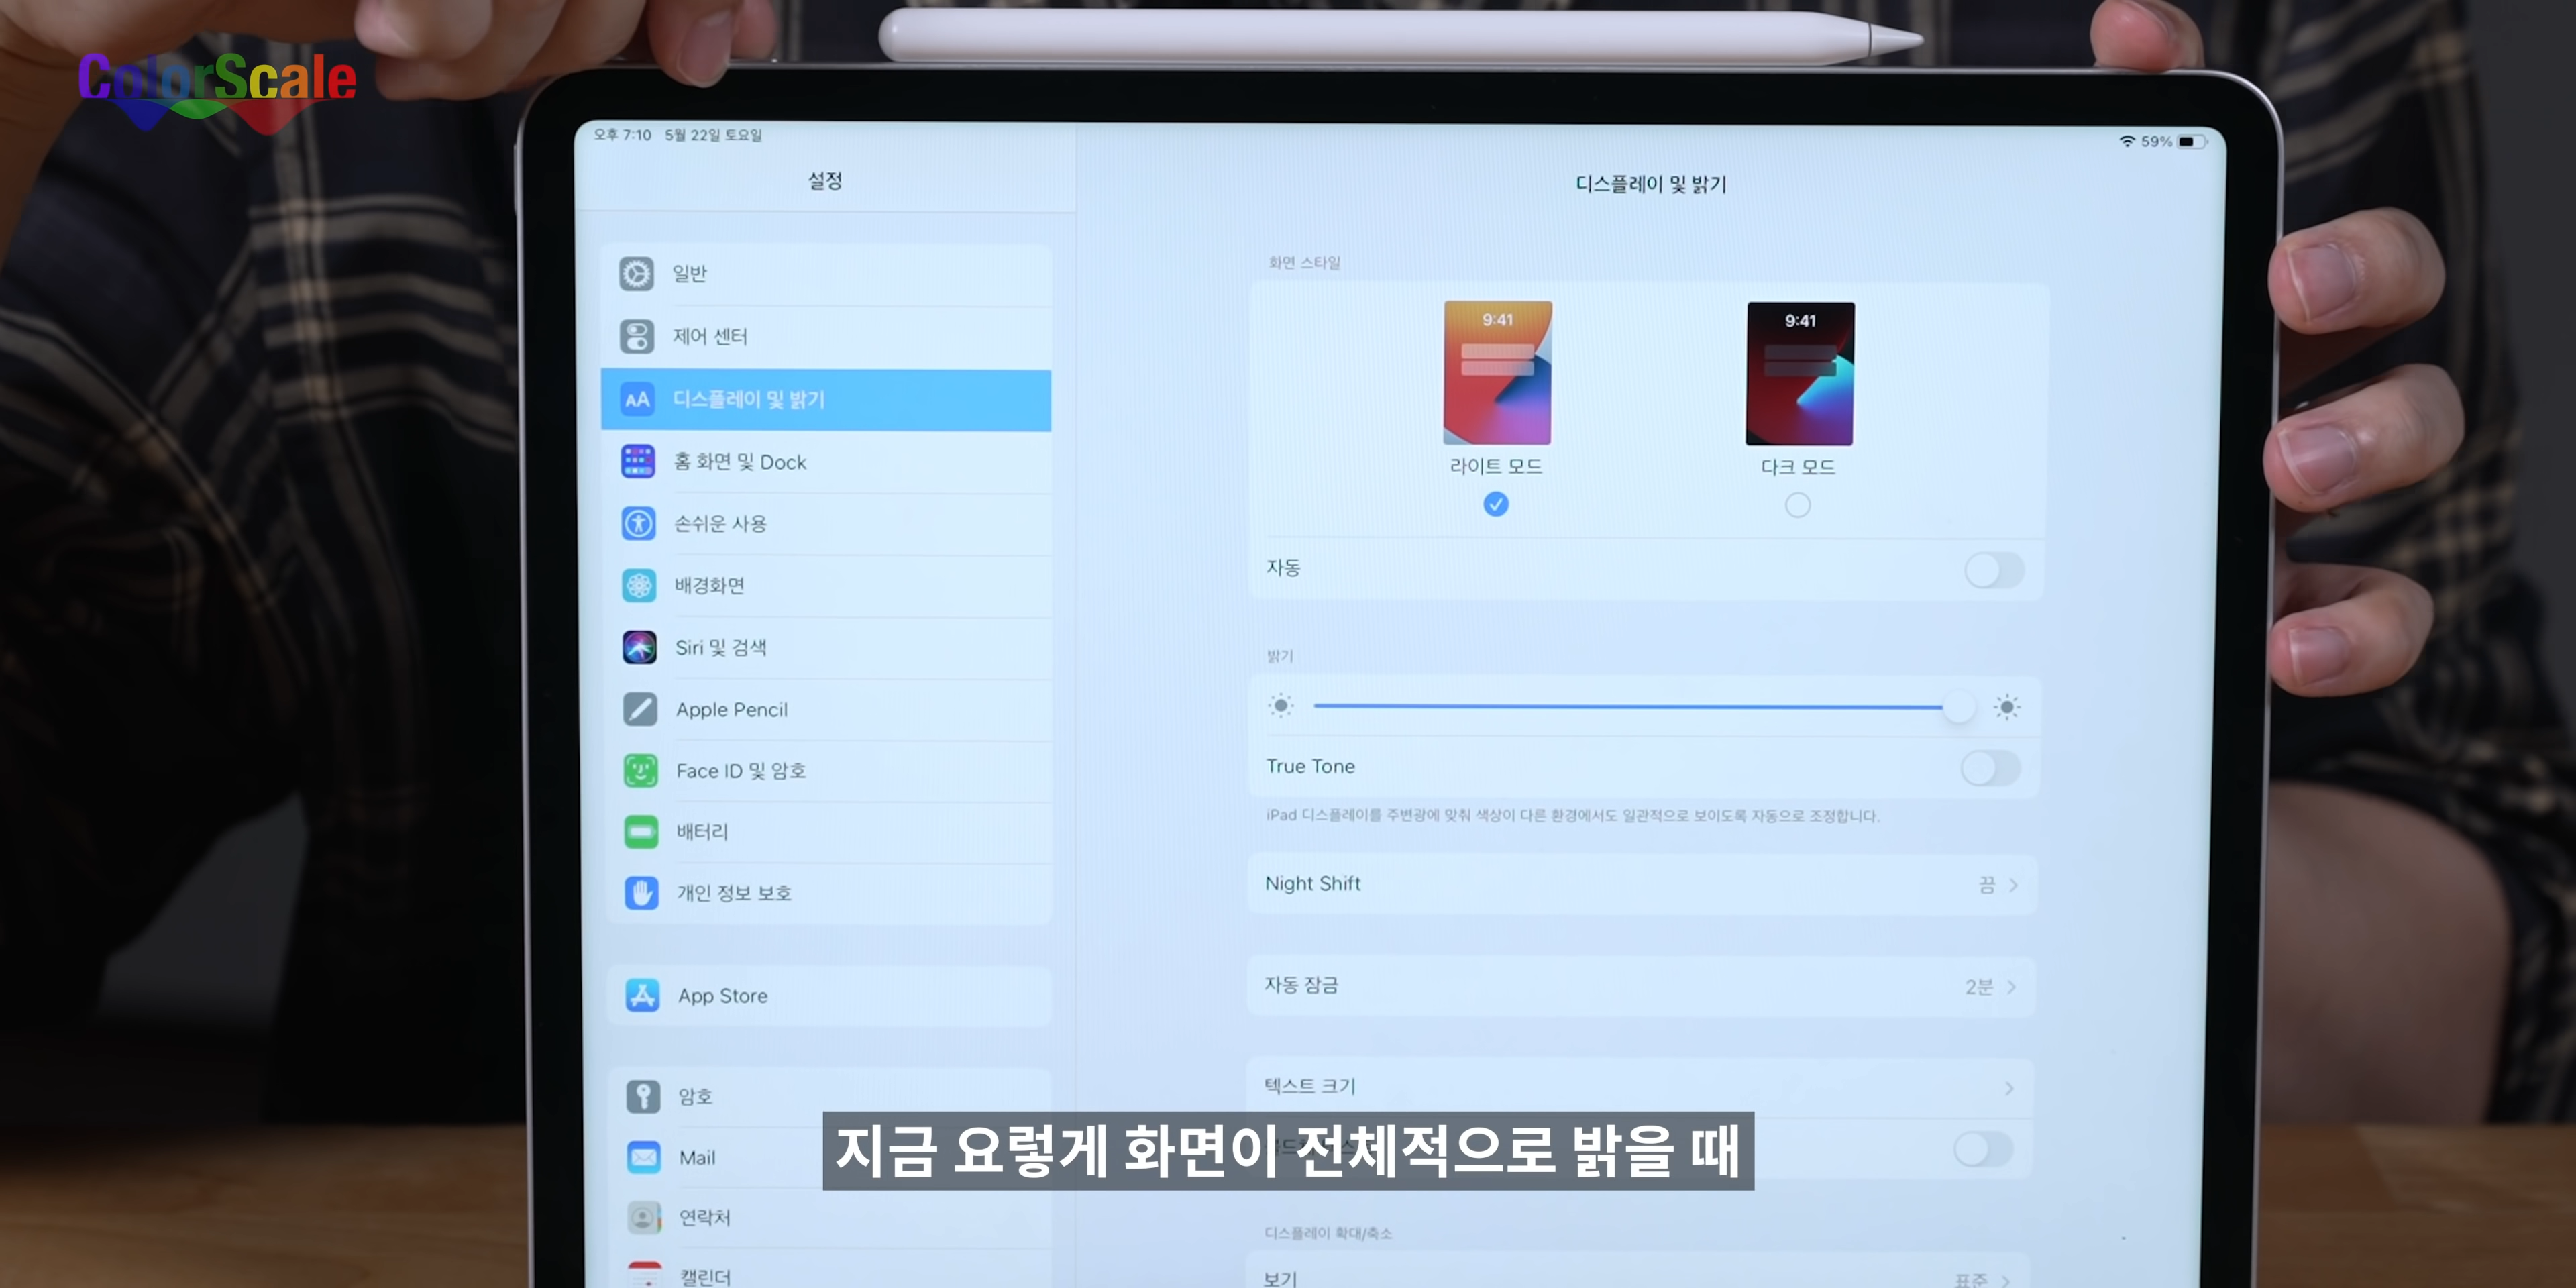 ColorScale
오후 7:10 5월 22일 토요일
59%
설정
일반
제어 센터
디스플레이 및 밝기
홈 화면 및 Dock
손쉬운 사용
배경화면
Siri 및 검색
Apple Pencil
Face ID 및 암호
배터리
개인 정보 보호
App Store
암호
Mail
연락처
캘린더
디스플레이 및 밝기
화면 스타일
9:41
9:41
라이트 모드
다크 모드
자동
밝기
True Tone
iPad 디스플레이를 주변광에 맞춰 색상이 다른 환경에서도 일관적으로 보이도록 자동으로 조정합니다.
Night Shift 끔
자동 잠금 2분
텍스트 크기
디스플레이 확대/축소
보기 표준
지금 요렇게 화면이 전체적으로 밝을 때